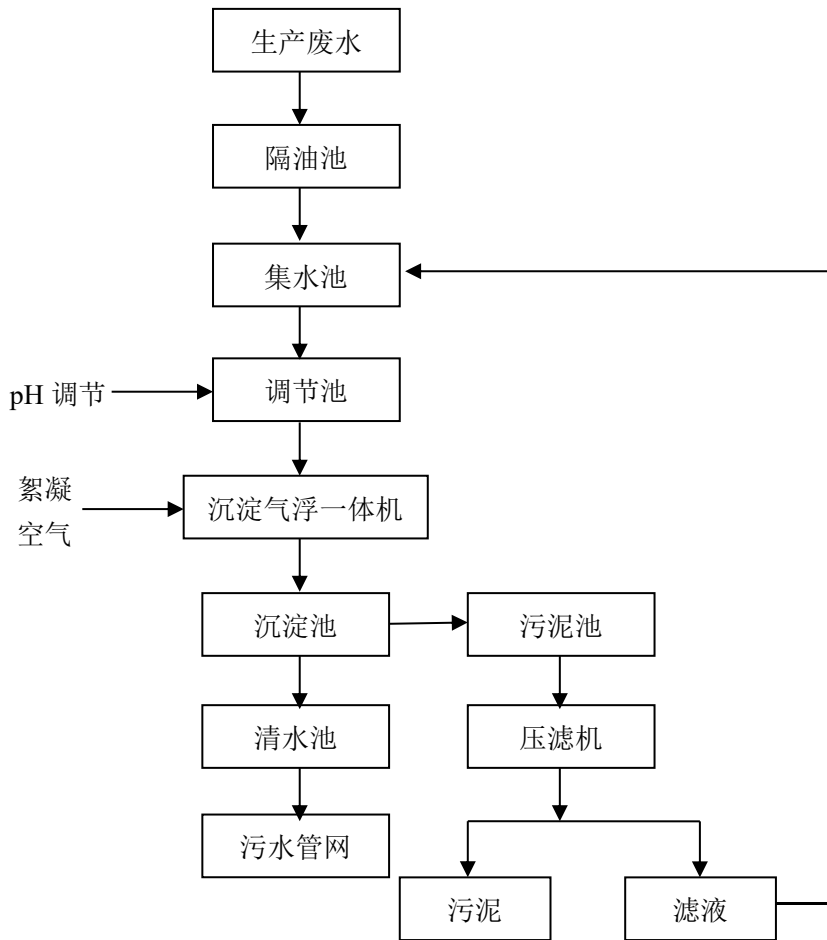 生产废水
隔油池
集水池
pH 调节
调节池
絮凝
空气
沉淀气浮一体机
沉淀池
污泥池
清水池
压滤机
污水管网
污泥
滤液